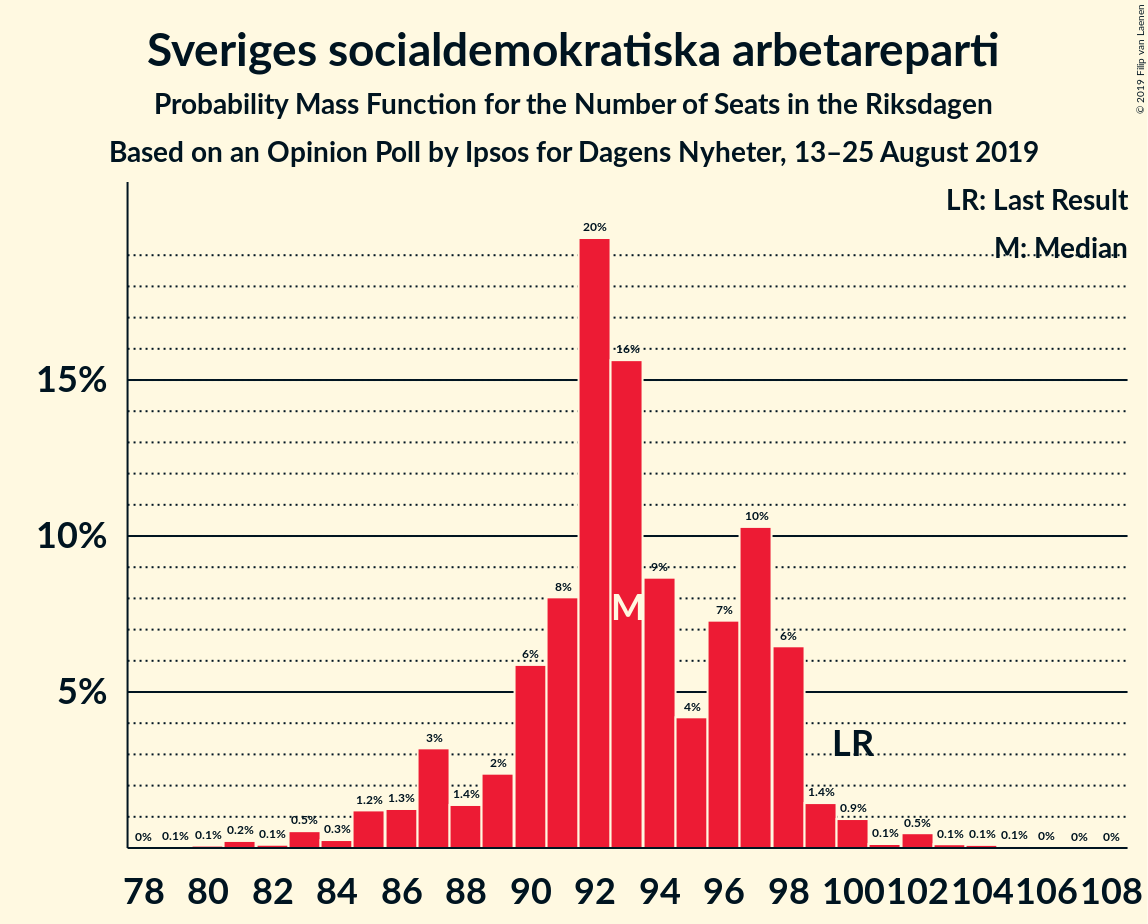 Sveriges socialdemokratiska arbetareparti
Probability Mass Function for the Number of Seats in the Riksdagen
Based on an Opinion Poll by Ipsos for Dagens Nyheter, 13–25 August 2019
© 2019 Filip van Laenen
LR: Last Result
M: Median
15%
10%
5%
0% 0.1% 0.1% 0.2% 0.1% 0.5% 0.3% 1.2% 1.3% 3% 1.4% 2% 6% 8% 20% 16% 9% 4% 7% 10% 6% 1.4% 0.9% 0.1% 0.5% 0.1% 0.1% 0.1% 0% 0% 0%
M
LR
78 80 82 84 86 88 90 92 94 96 98 100 102 104 106 108